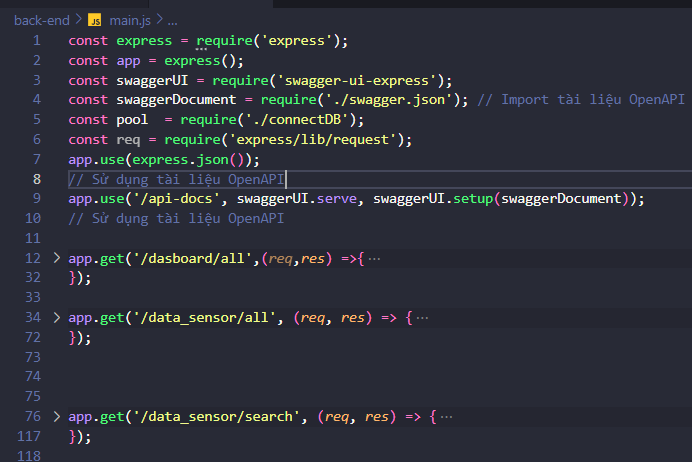 back-end > JS main.js > ...
1 const express = require('express');
2 const app = express();
3 const swaggerUI = require('swagger-ui-express');
4 const swaggerDocument = require('./swagger.json'); // Import tài liệu OpenAPI
5 const pool  = require('./connectDB');
6 const req = require('express/lib/request');
7 app.use(express.json());
8 // Sử dụng tài liệu OpenAPI
9 app.use('/api-docs', swaggerUI.serve, swaggerUI.setup(swaggerDocument));
10 // Sử dụng tài liệu OpenAPI
11
12 > app.get('/dasboard/all',(req,res) =>{ ...
32 });
33
34 > app.get('/data_sensor/all', (req, res) => { ...
72 });
73
74
75
76 > app.get('/data_sensor/search', (req, res) => { ...
117 });
118